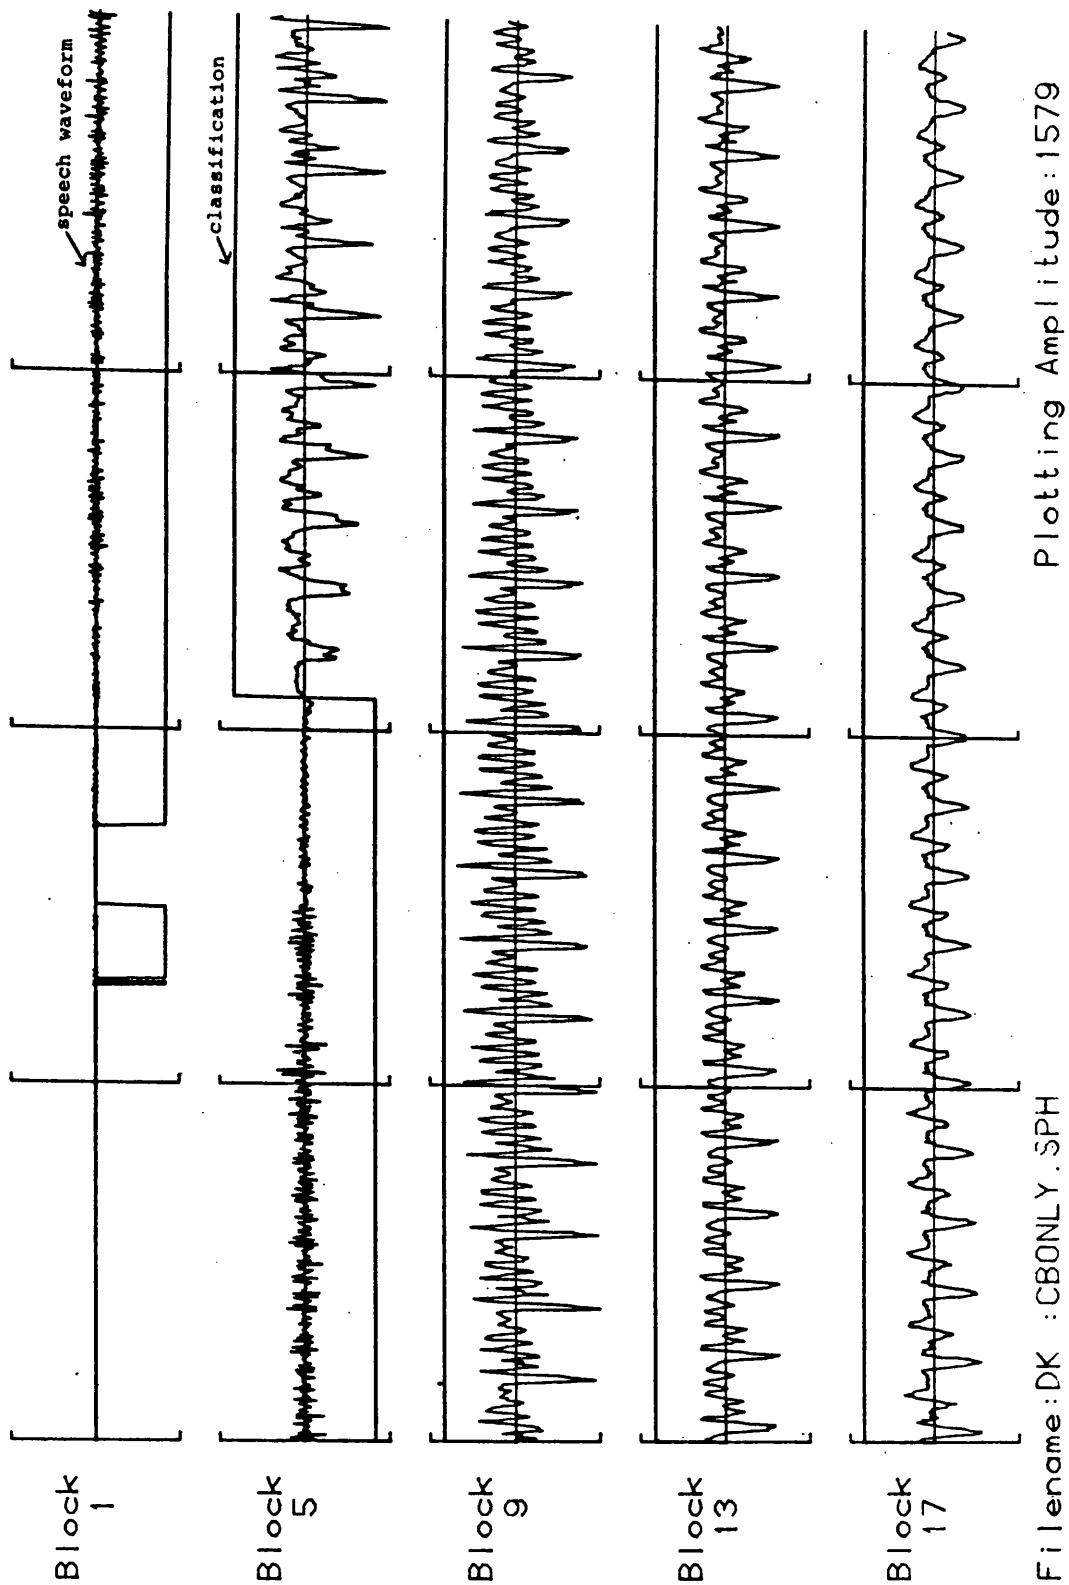 speech waveform
Block
1
classification
Block
5
Block
9
Block
13
Block
17
Filename:DK :CBONLY.SPH
Plotting Amplitude:1579